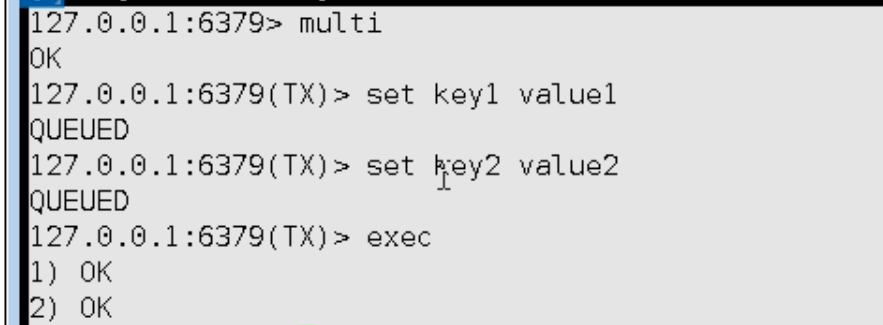 127.0.0.1:6379> multi
OK
127.0.0.1:6379(TX)> set key1 value1
QUEUED
127.0.0.1:6379(TX)> set key2 value2
QUEUED
127.0.0.1:6379(TX)> exec
1) OK
2) OK